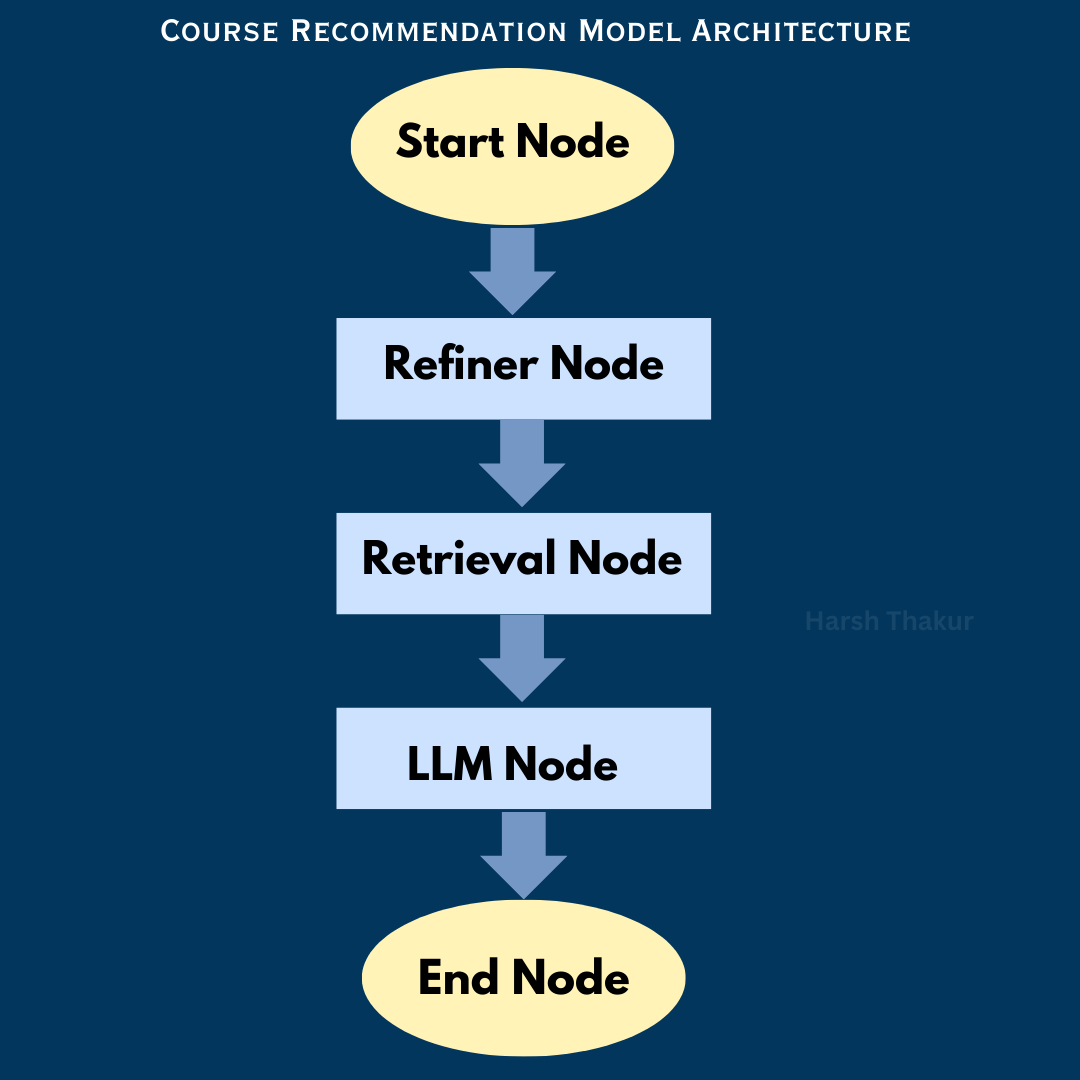 Course Recommendation Model Architecture
Start Node
Refiner Node
Retrieval Node
Harsh Thakur
LLM Node
End Node